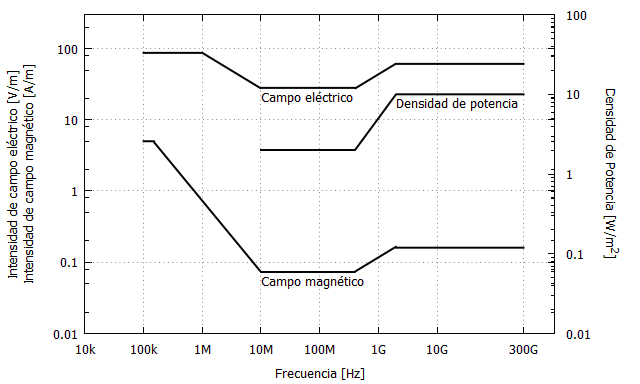 Intensidad de campo eléctrico [V/m]
Intensidad de campo magnético [A/m]
100
10
1
0.1
0.01
Campo eléctrico
Densidad de potencia
Campo magnético
100
10
1
0.1
0.01
Densidad de Potencia [W/m²]
10k
100k
1M
10M
100M
1G
10G
300G
Frecuencia [Hz]